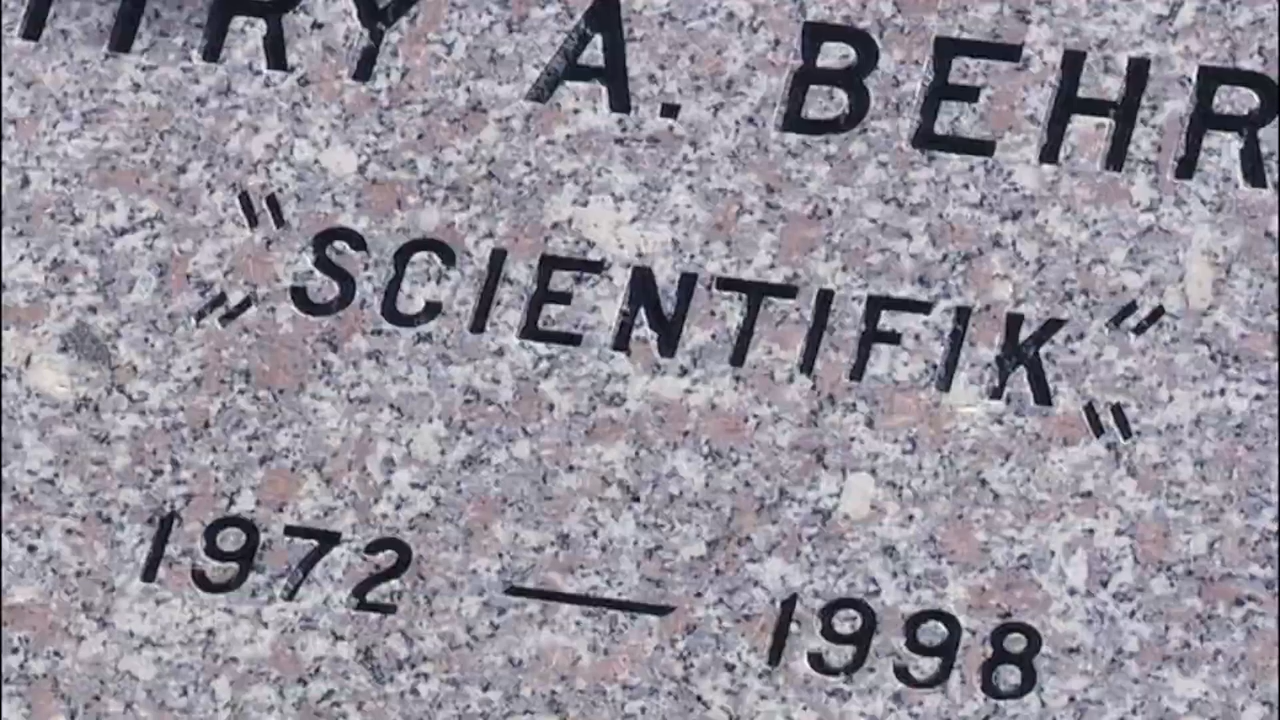 A. BEHR
"SCIENTIFIK"
1972 — 1998